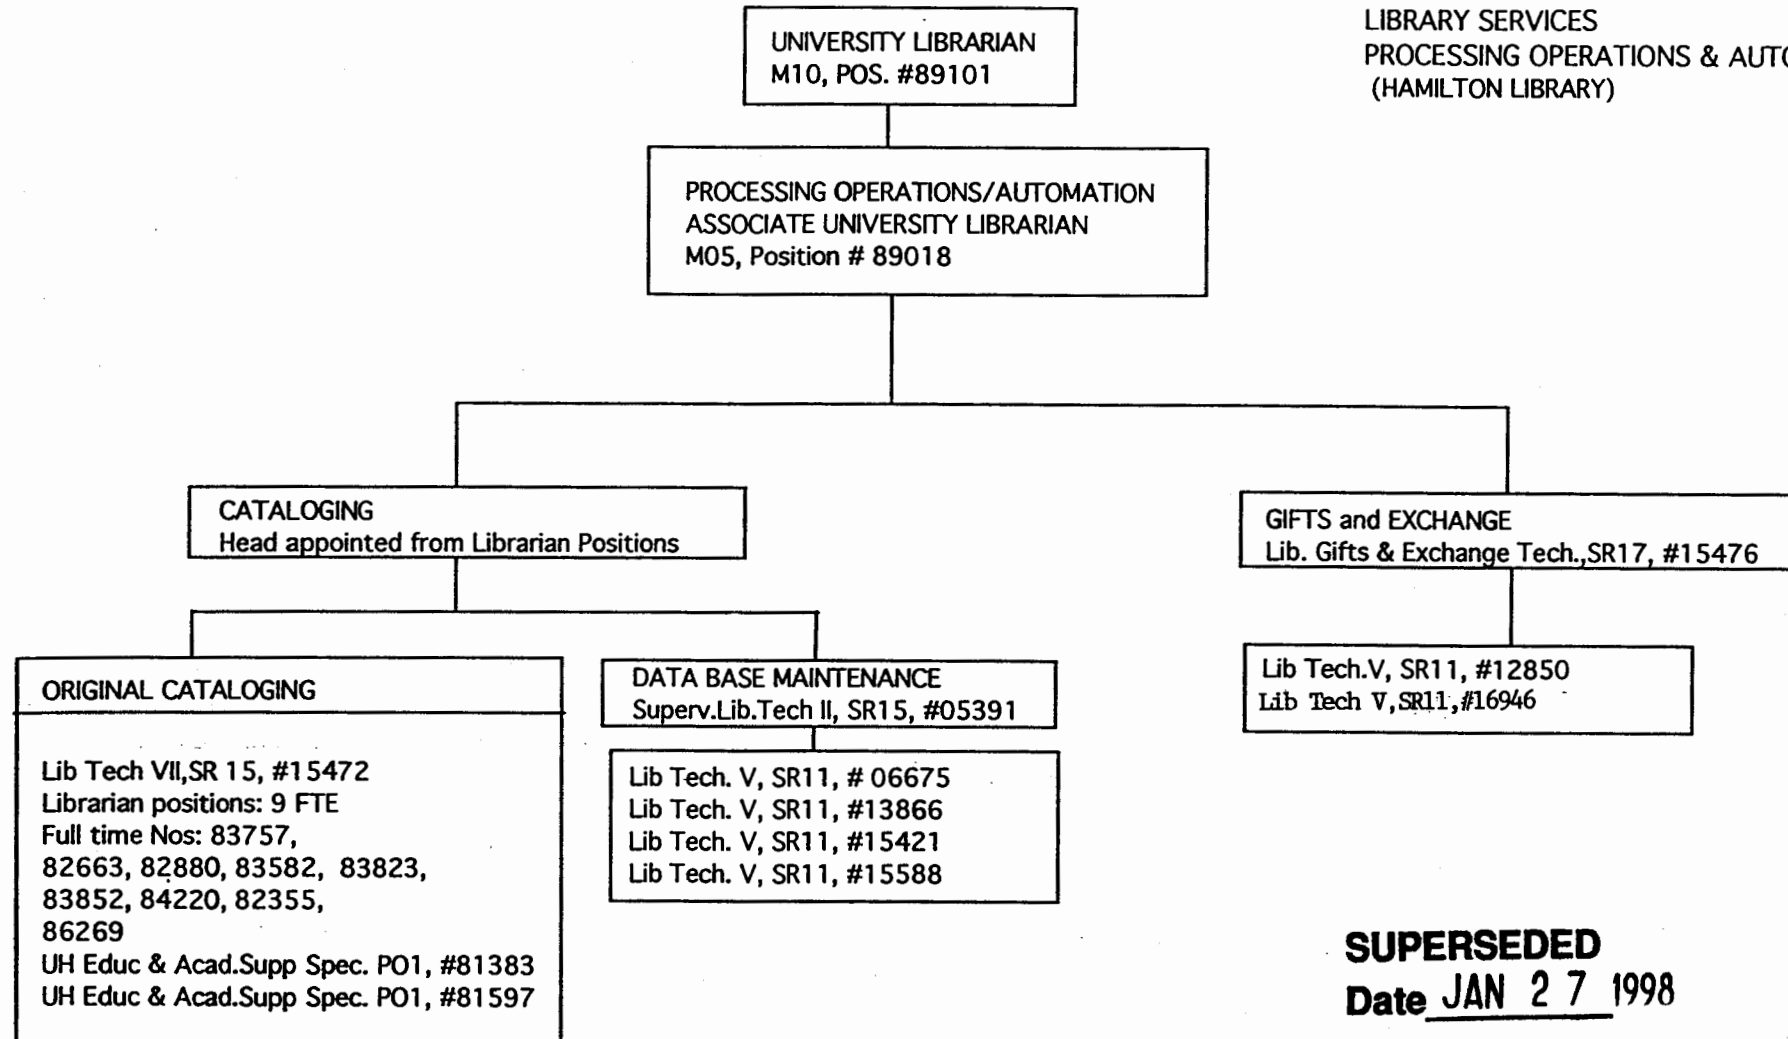 LIBRARY SERVICES
PROCESSING OPERATIONS & AUTO
(HAMILTON LIBRARY)
UNIVERSITY LIBRARIAN
M10, POS. #89101
PROCESSING OPERATIONS/AUTOMATION
ASSOCIATE UNIVERSITY LIBRARIAN
M05, Position # 89018
CATALOGING
Head appointed from Librarian Positions
GIFTS and EXCHANGE
Lib. Gifts & Exchange Tech.,SR17, #15476
ORIGINAL CATALOGING
Lib Tech VII,SR 15, #15472
Librarian positions: 9 FTE
Full time Nos: 83757,
82663, 82880, 83582, 83823,
83852, 84220, 82355,
86269
UH Educ & Acad.Supp Spec. PO1, #81383
UH Educ & Acad.Supp Spec. PO1, #81597
DATA BASE MAINTENANCE
Superv.Lib.Tech II, SR15, #05391
Lib Tech. V, SR11, # 06675
Lib Tech. V, SR11, #13866
Lib Tech. V, SR11, #15421
Lib Tech. V, SR11, #15588
Lib Tech.V, SR11, #12850
Lib Tech V,SR11,#16946
SUPERSEDED
Date JAN 27 1998